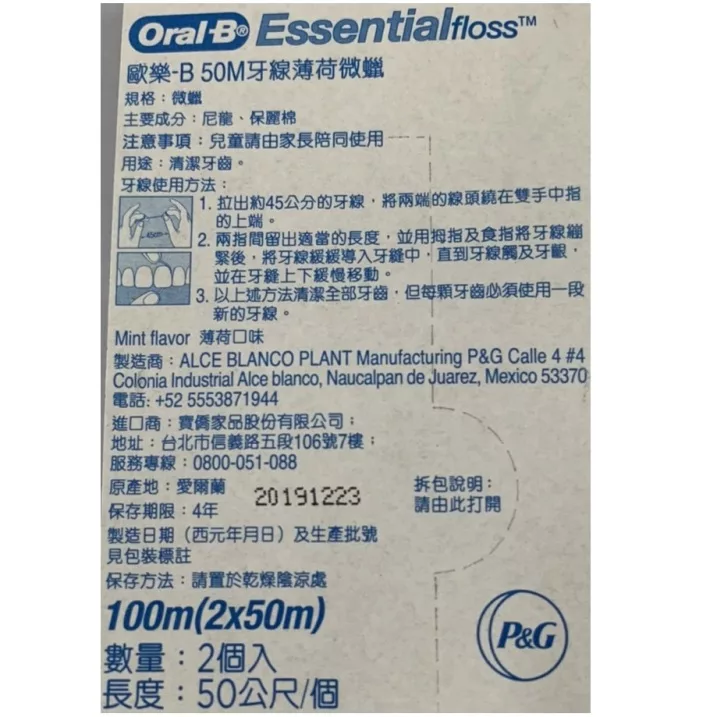 Oral-B® Essentialfloss™
歐樂-B 50M牙線薄荷微蠟
規格：微蠟
主要成分：尼龍、保麗棉
注意事項：兒童請由家長陪同使用
用途：清潔牙齒。
牙線使用方法：
45cm
1. 拉出約45公分的牙線，將兩端的線頭繞在雙手中指
的上端。
2. 兩指間留出適當的長度，並用拇指及食指將牙線繃
緊後，將牙線緩緩導入牙縫中，直到牙線觸及牙齦，
並在牙縫上下緩慢移動。
3. 以上述方法清潔全部牙齒，但每顆牙齒必須使用一段
新的牙線。
Mint flavor 薄荷口味
製造商：ALCE BLANCO PLANT Manufacturing P&G Calle 4 #4
Colonia Industrial Alce blanco, Naucalpan de Juarez, Mexico 53370
電話: +52 5553871944
進口商：寶僑家品股份有限公司；
地址：台北市信義路五段106號7樓；
服務專線：0800-051-088
原產地：愛爾蘭
20191223
保存期限：4年
拆包說明：
請由此打開
製造日期（西元年月日）及生產批號
見包裝標註
保存方法：請置於乾燥陰涼處
100m(2x50m)
數量：2個入
長度：50公尺/個
P&G